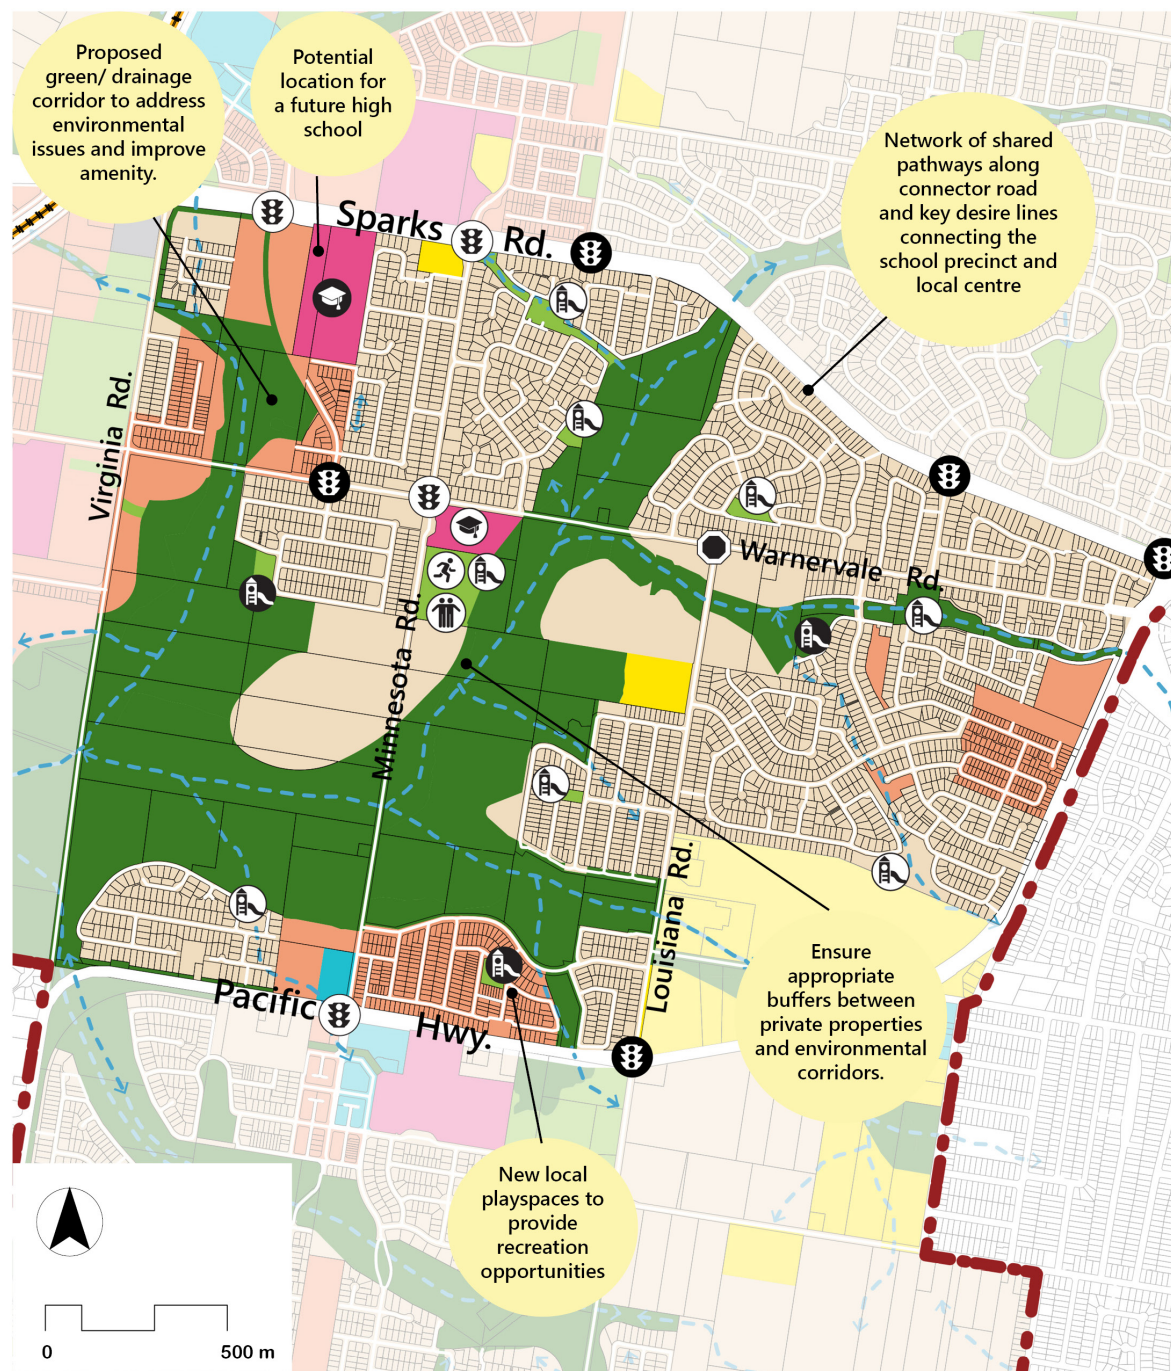 Proposed
green/ drainage
corridor to address
environmental
issues and improve
amenity.
Potential
location for
a future high
school
Network of shared
pathways along
connector road
and key desire lines
connecting the
school precinct and
local centre
Sparks Rd.
Virginia Rd.
Warnervale Rd.
Minnesota Rd.
Louisiana Rd.
Pacific Hwy.
Ensure
appropriate
buffers between
private properties
and environmental
corridors.
New local
playspaces to
provide
recreation
opportunities
0 500 m